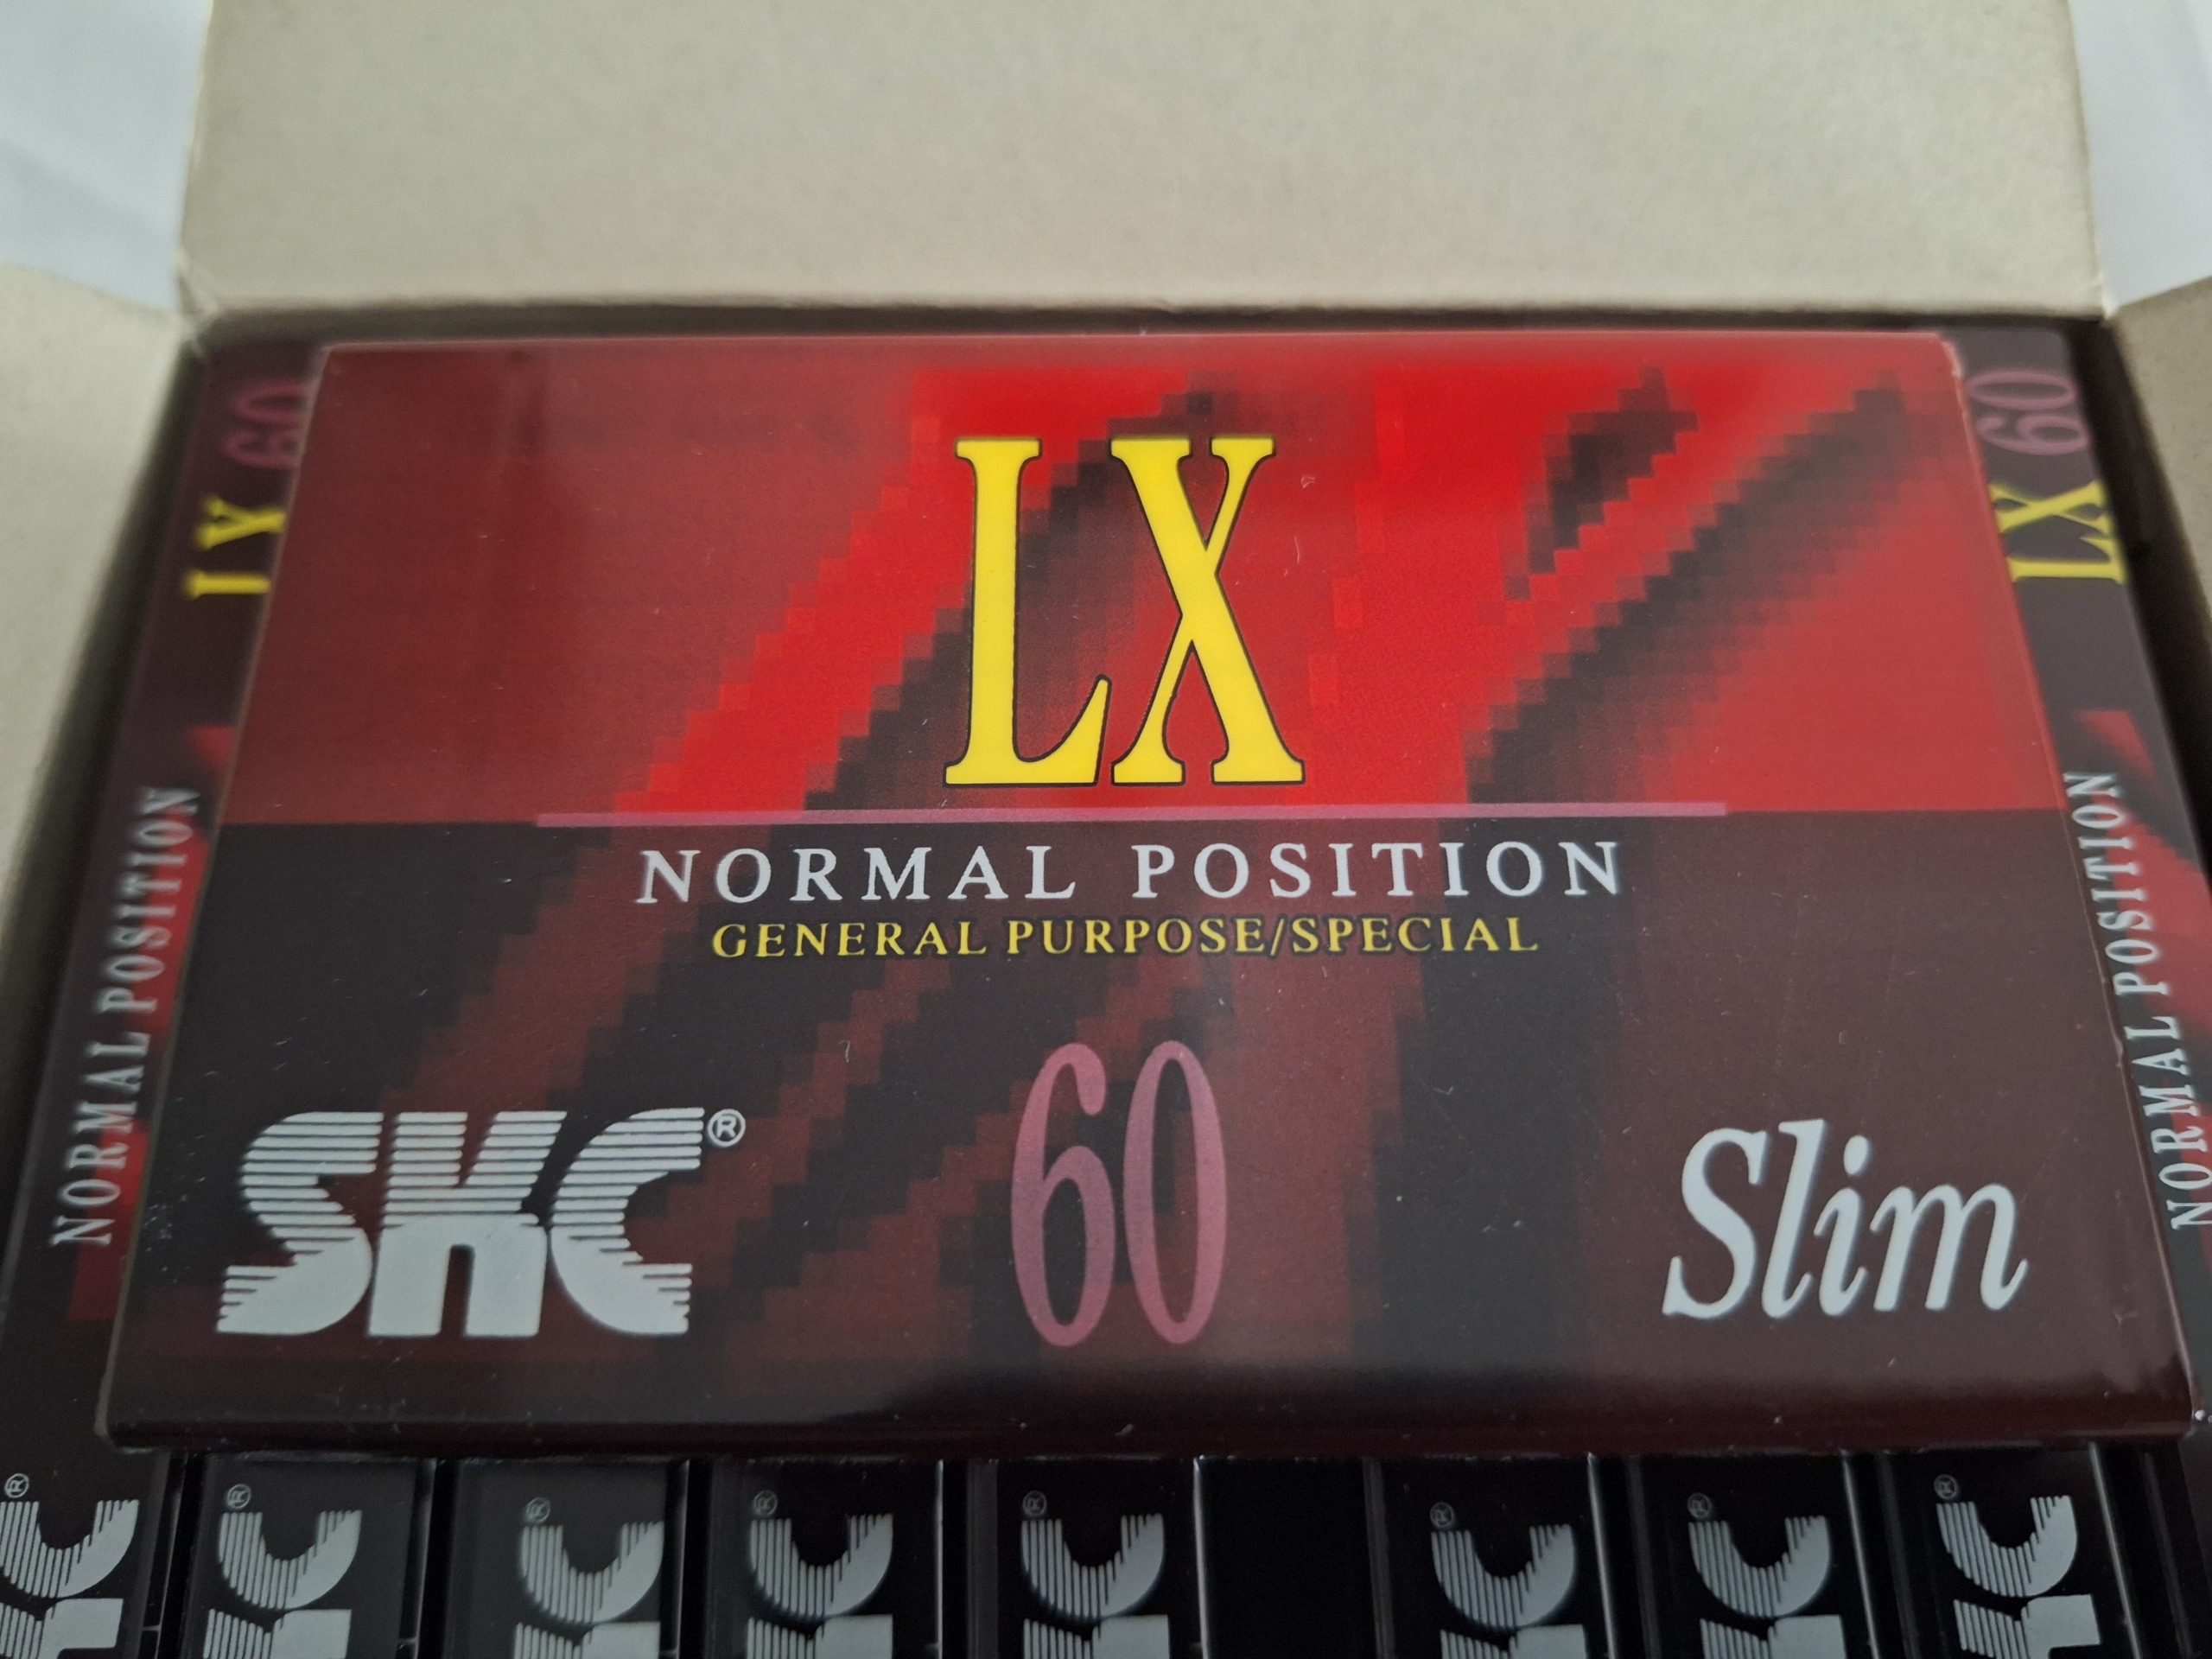 LX
NORMAL POSITION
GENERAL PURPOSE/SPECIAL
SKC®
60
Slim
LX 60
NORMAL POSITION
LX 60
NORMAL POSITION